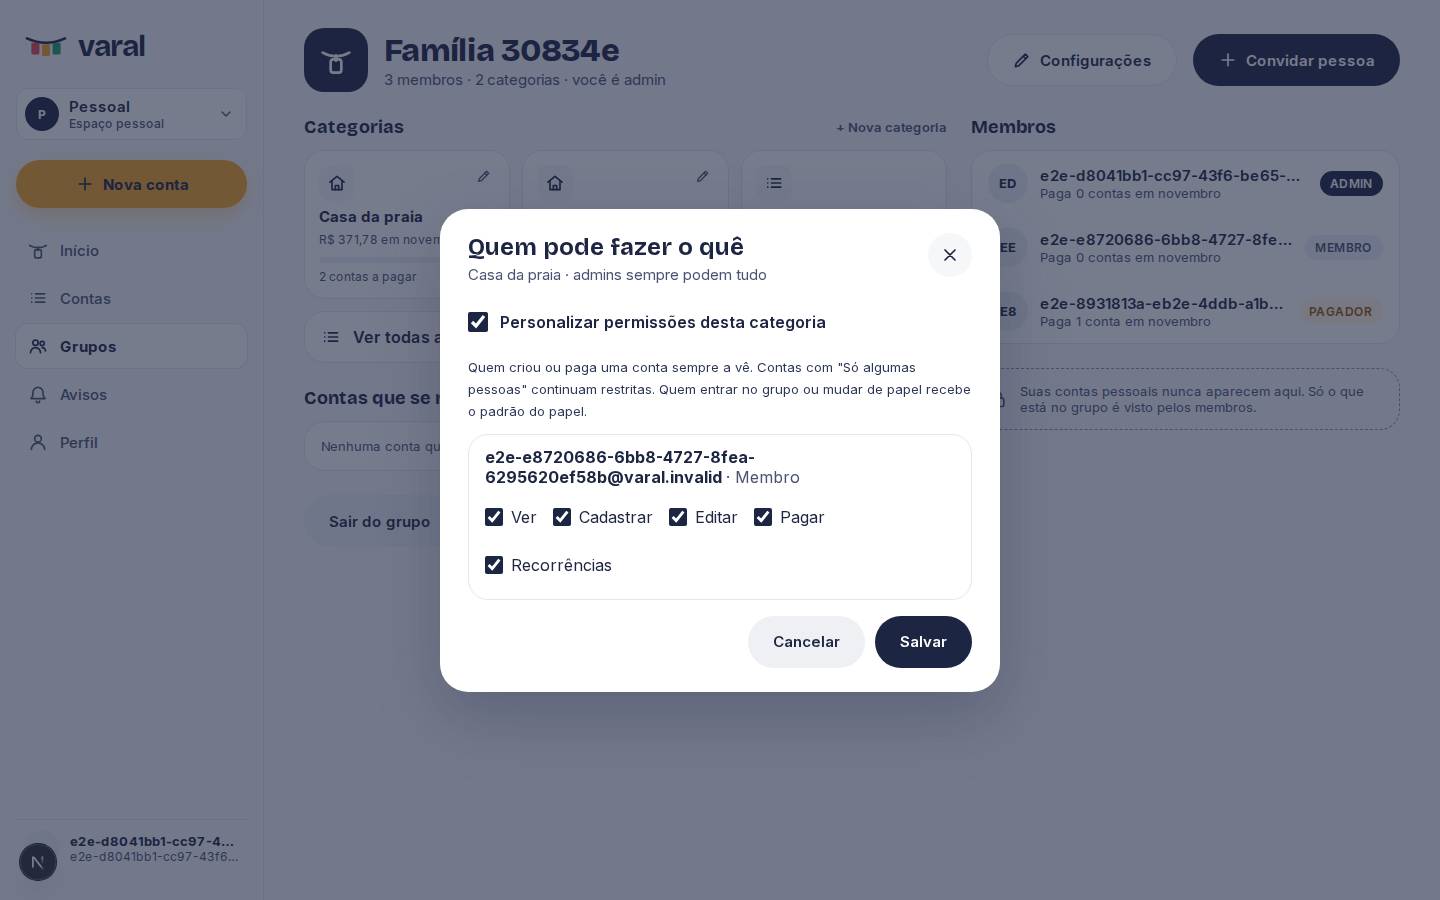 varal
P
Pessoal
Espaço pessoal
Nova conta
Início
Contas
Grupos
Avisos
Perfil
N
e2e-d8041bb1-cc97-4...
e2e-d8041bb1-cc97-43f6...
Família 30834e
3 membros · 2 categorias · você é admin
Configurações
Convidar pessoa
Categorias
+ Nova categoria
Casa da praia
R$ 371,78 em novem
2 contas a pagar
Ver todas a
Contas que se r
Nenhuma conta qu
Sair do grupo
Membros
ED
e2e-d8041bb1-cc97-43f6-be65-...
Paga 0 contas em novembro
ADMIN
EE
e2e-e8720686-6bb8-4727-8fe...
Paga 0 contas em novembro
MEMBRO
E8
e2e-8931813a-eb2e-4ddb-a1b...
Paga 1 conta em novembro
PAGADOR
Suas contas pessoais nunca aparecem aqui. Só o que
está no grupo é visto pelos membros.
Quem pode fazer o quê
Casa da praia · admins sempre podem tudo
Personalizar permissões desta categoria
Quem criou ou paga uma conta sempre a vê. Contas com "Só algumas
pessoas" continuam restritas. Quem entrar no grupo ou mudar de papel recebe
o padrão do papel.
e2e-e8720686-6bb8-4727-8fea-
6295620ef58b@varal.invalid · Membro
Ver
Cadastrar
Editar
Pagar
Recorrências
Cancelar
Salvar